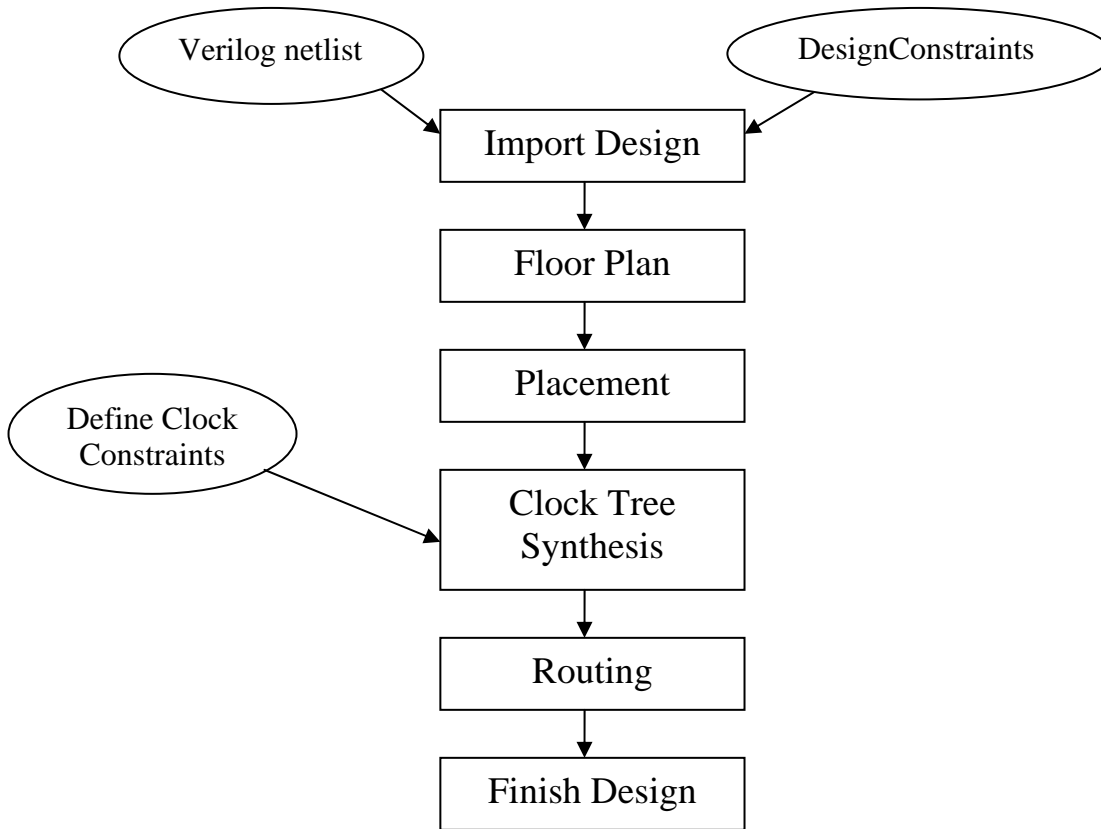 Verilog netlist
DesignConstraints
Import Design
Floor Plan
Placement
Define Clock
Constraints
Clock Tree
Synthesis
Routing
Finish Design